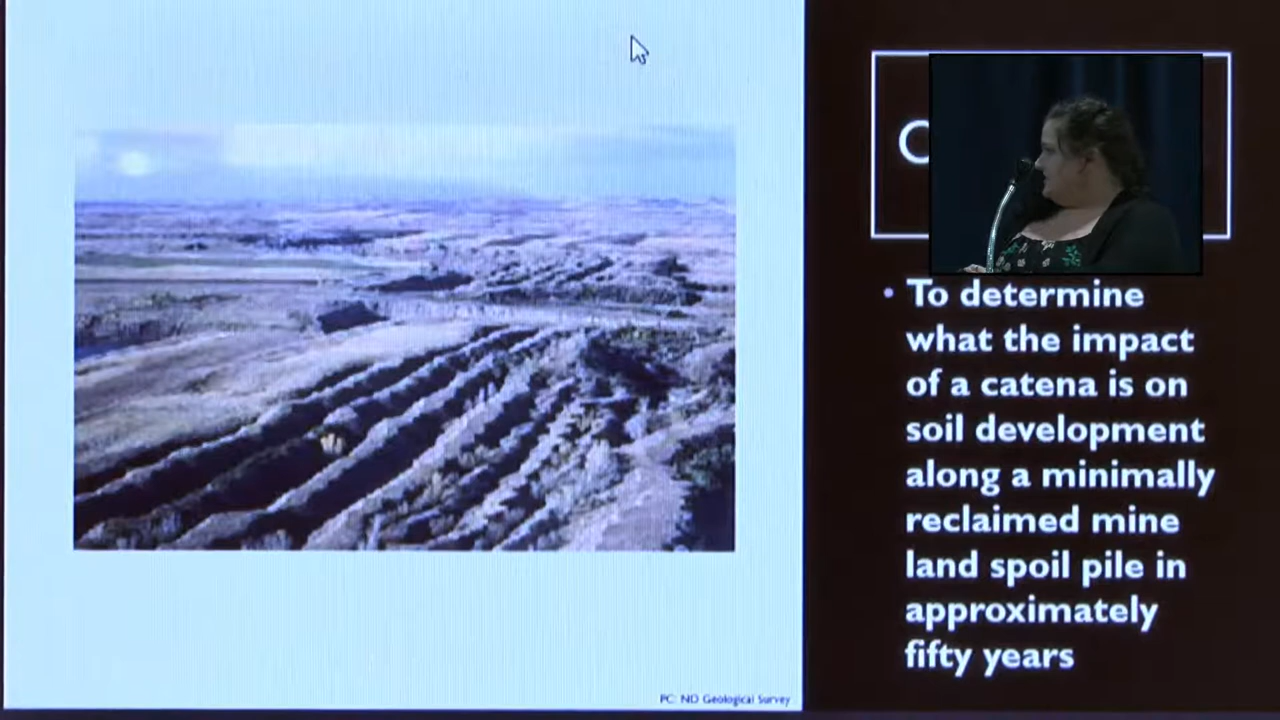 • To determine
what the impact
of a catena is on
soil development
along a minimally
reclaimed mine
land spoil pile in
approximately
fifty years
PC: ND Geological Survey